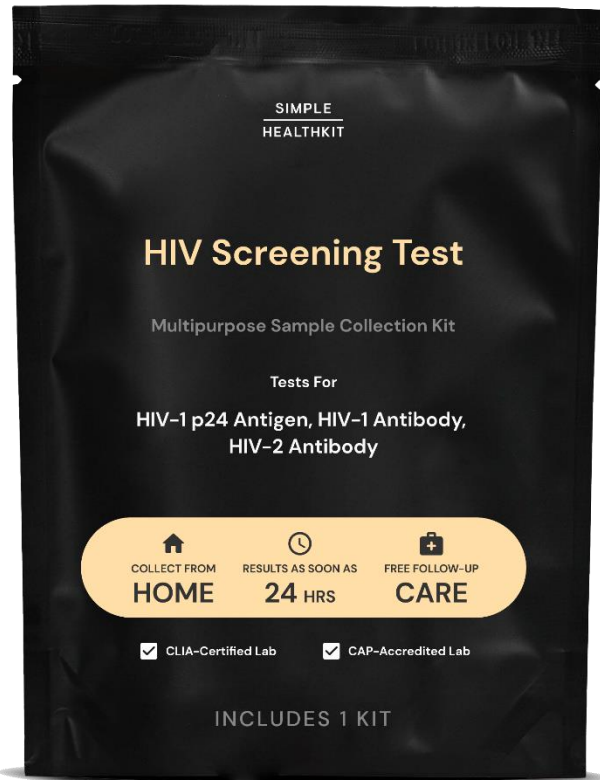 SIMPLE
HEALTHKIT
HIV Screening Test
Multipurpose Sample Collection Kit
Tests For
HIV-1 p24 Antigen, HIV-1 Antibody,
HIV-2 Antibody
COLLECT FROM
HOME
RESULTS AS SOON AS
24 HRS
FREE FOLLOW-UP
CARE
CLIA-Certified Lab
CAP-Accredited Lab
INCLUDES 1 KIT